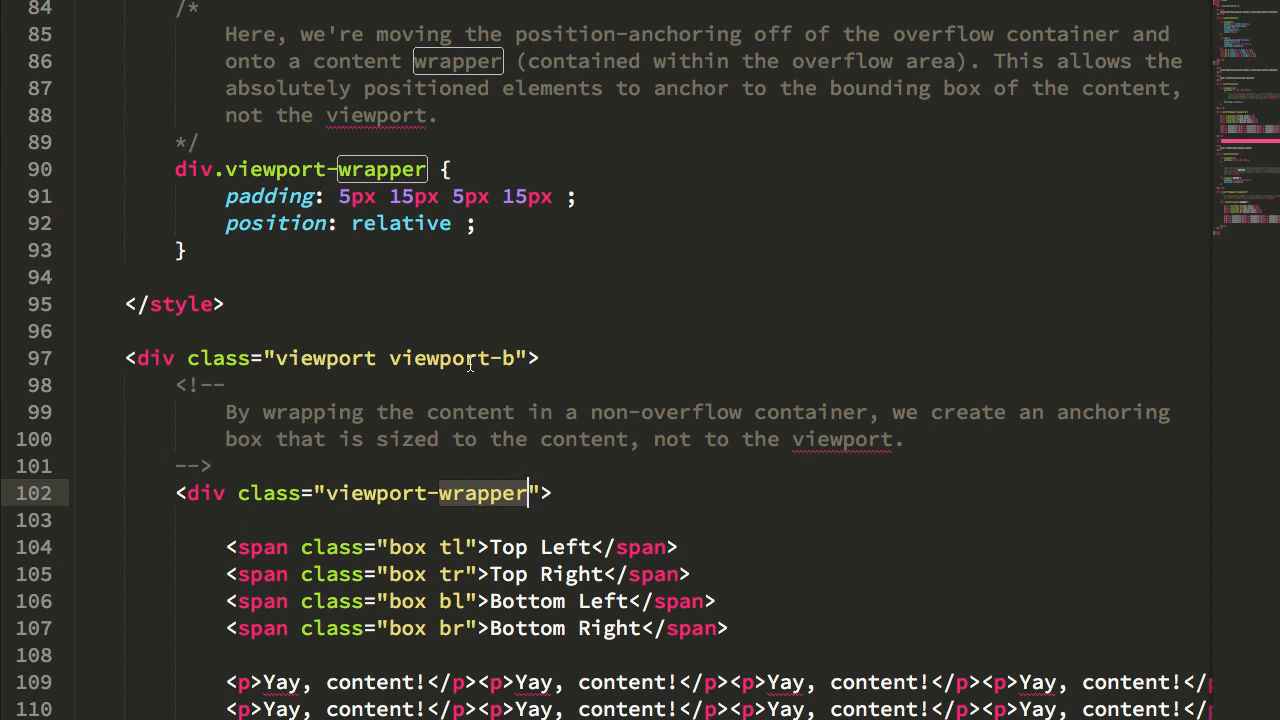 84 /*
85 Here, we're moving the position-anchoring off of the overflow container and
86 onto a content wrapper (contained within the overflow area). This allows the
87 absolutely positioned elements to anchor to the bounding box of the content,
88 not the viewport.
89 */
90 div.viewport-wrapper {
91 padding: 5px 15px 5px 15px ;
92 position: relative ;
93 }
94
95 </style>
96
97 <div class="viewport viewport-b">
98 <!--
99 By wrapping the content in a non-overflow container, we create an anchoring
100 box that is sized to the content, not to the viewport.
101 -->
102 <div class="viewport-wrapper">
103
104 <span class="box tl">Top Left</span>
105 <span class="box tr">Top Right</span>
106 <span class="box bl">Bottom Left</span>
107 <span class="box br">Bottom Right</span>
108
109 <p>Yay, content!</p><p>Yay, content!</p><p>Yay, content!</p><p>Yay, content!</p
110 <p>Yay, content!</p><p>Yay, content!</p><p>Yay, content!</p><p>Yay, content!</p